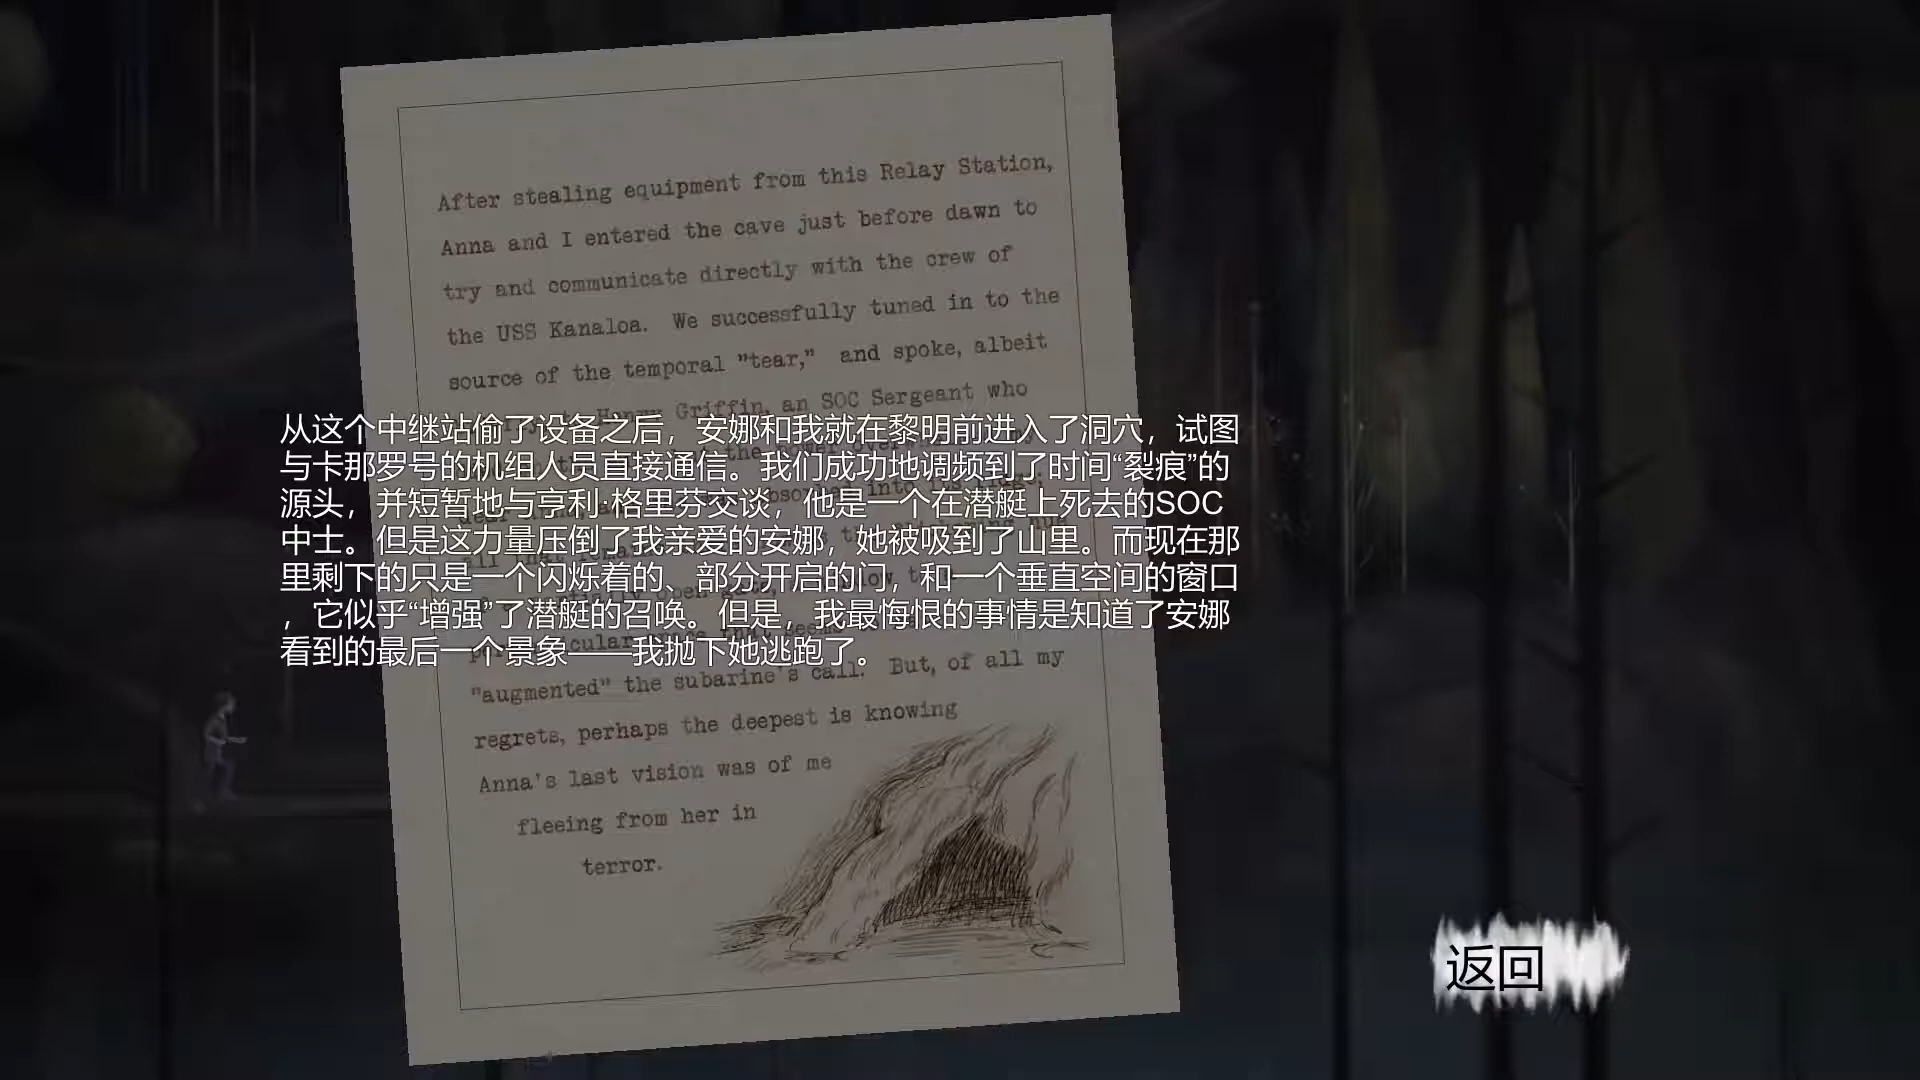 After stealing equipment from this Relay Station,
Anna and I entered the cave just before dawn to
try and communicate directly with the crew of
the USS Kanaloa. We successfully tuned in to the
source of the temporal "tear," and spoke, albeit
Griffin, an SOC Sergeant who
从这个中继站偷了设备之后，安娜和我就在黎明前进入了洞穴，试图
与卡那罗号的机组人员直接通信。我们成功地调频到了时间“裂痕”的
源头，并短暂地与亨利·格里芬交谈，他是一个在潜艇上死去的SOC
中士。但是这力量压倒了我亲爱的安娜，她被吸到了山里。而现在那
里剩下的只是一个闪烁着的、部分开启的门，和一个垂直空间的窗口
，它似乎“增强”了潜艇的召唤。但是，我最悔恨的事情是知道了安娜
看到的最后一个景象——我抛下她逃跑了。
"augmented" the subarine's call. But, of all my
regrets, perhaps the deepest is knowing
Anna's last vision was of me
fleeing from her in
terror.
返回